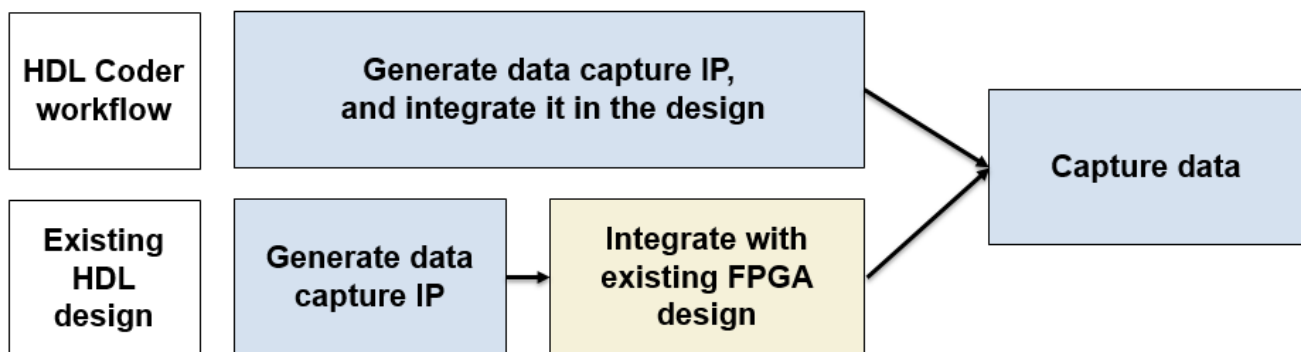 HDL Coder
workflow
Generate data capture IP,
and integrate it in the design
Capture data
Existing
HDL
design
Generate data
capture IP
Integrate with
existing FPGA
design